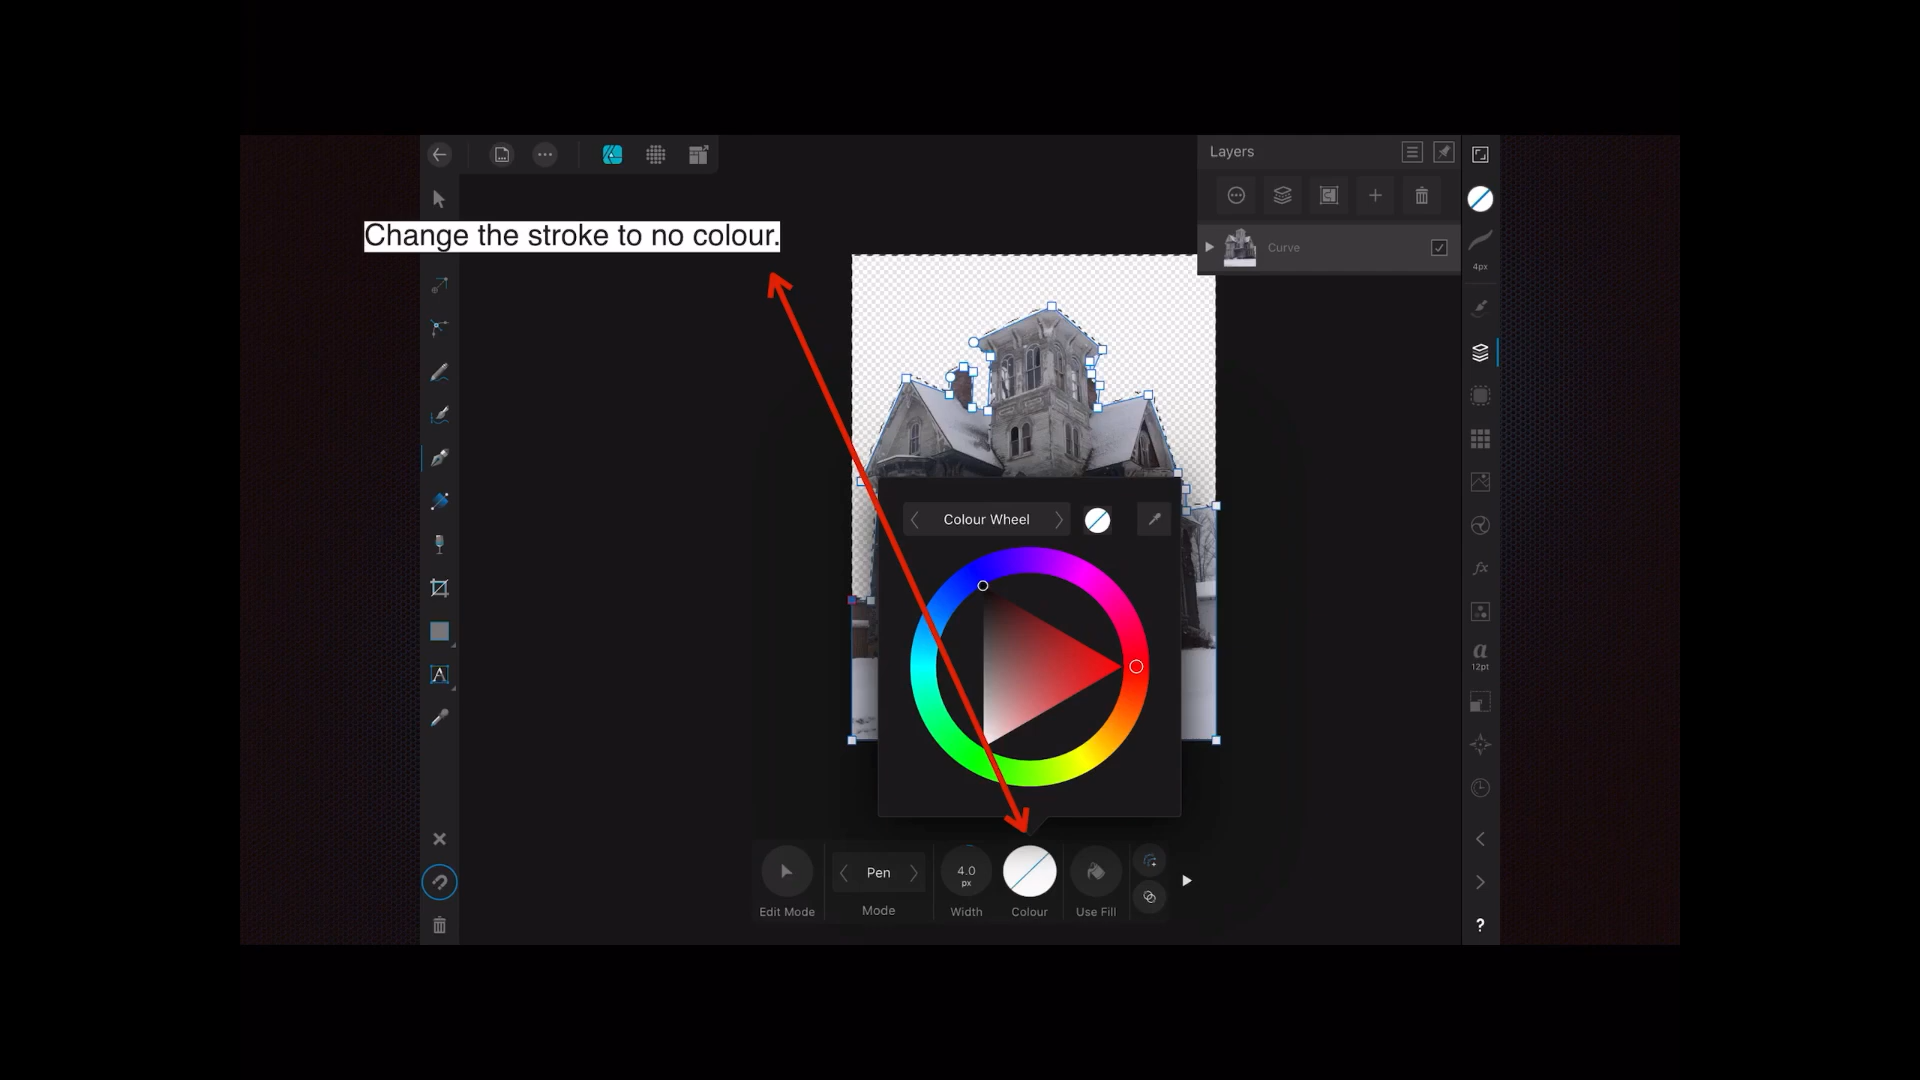 Layers
Change the stroke to no colour.
Curve
4px
Colour Wheel
fx
A
a
12pt
4.0
px
Pen
Edit Mode
Mode
Width
Colour
Use Fill
?